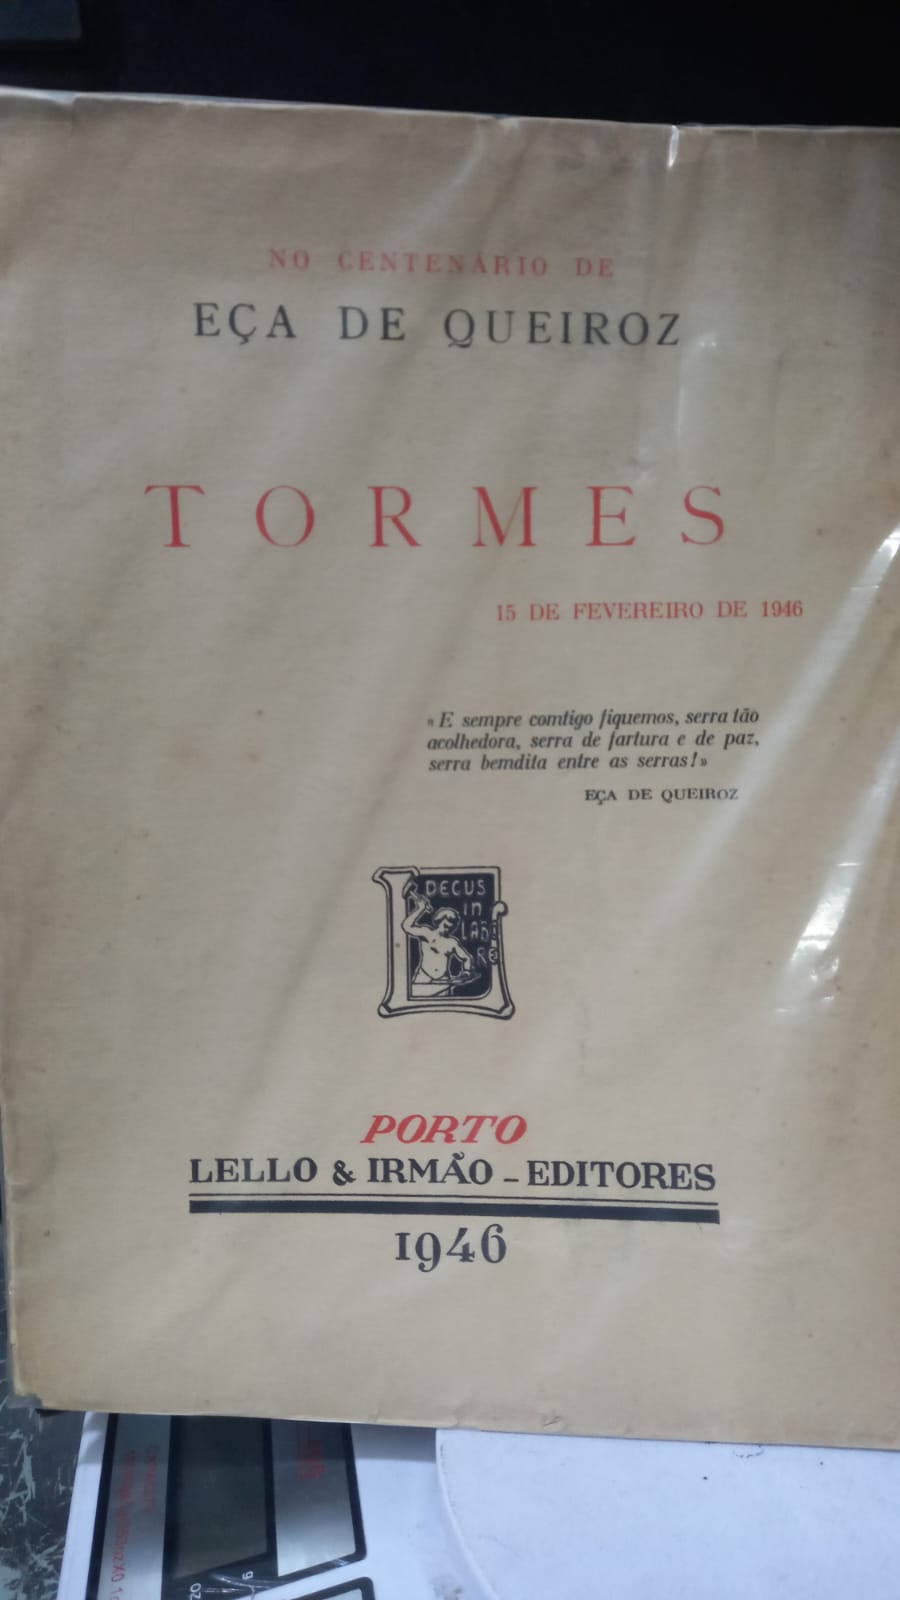 NO CENTENÁRIO DE
EÇA DE QUEIROZ
TORMES
15 DE FEVEREIRO DE 1946
«E sempre comtigo fiquemos, serra tão
acolhedora, serra de fartura e de paz,
serra bemdita entre as serras!»
EÇA DE QUEIROZ
DECUS
in
LABO
RE
PORTO
LELLO & IRMÃO - EDITORES
1946